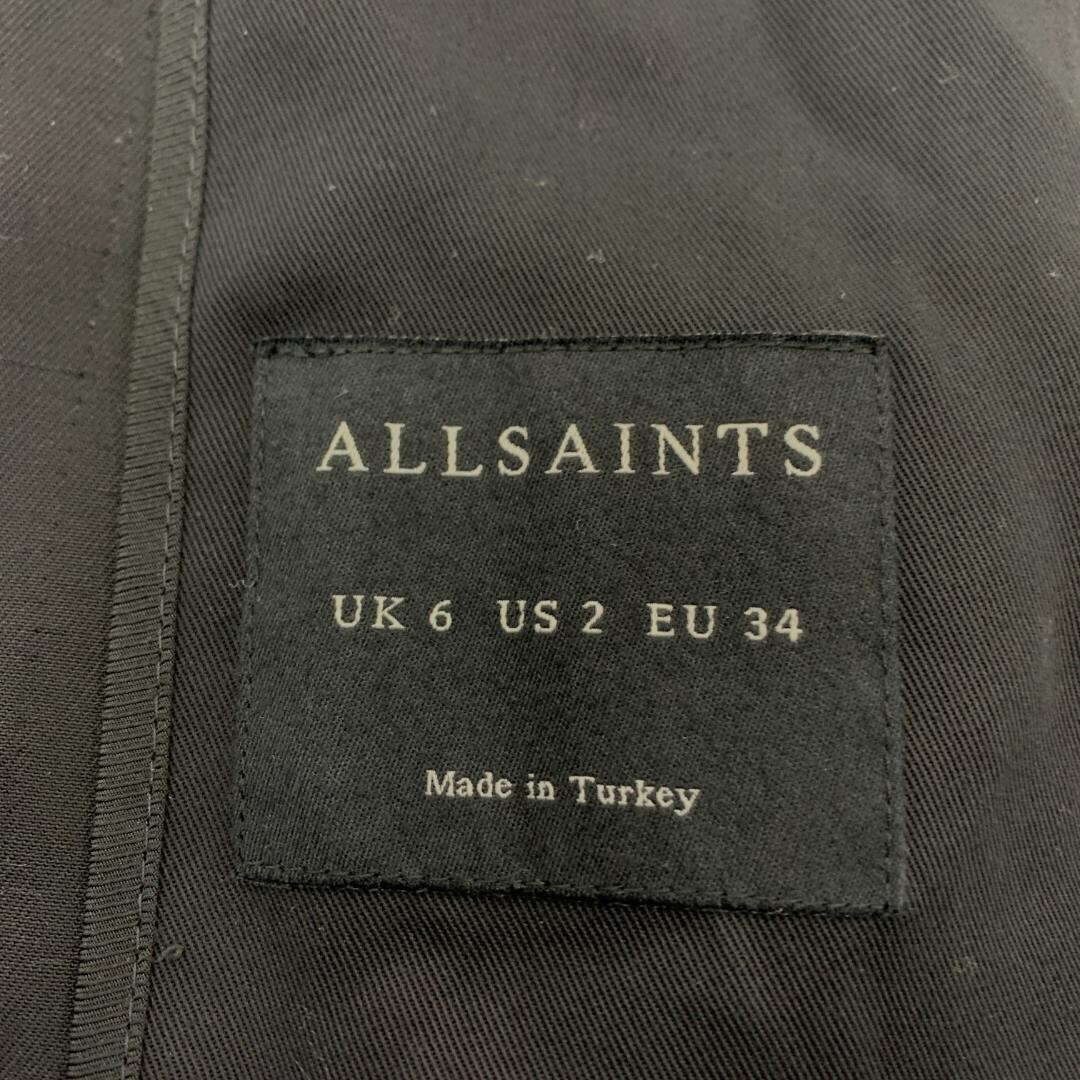 ALLSAINTS
UK 6 US 2 EU 34
Made in Turkey